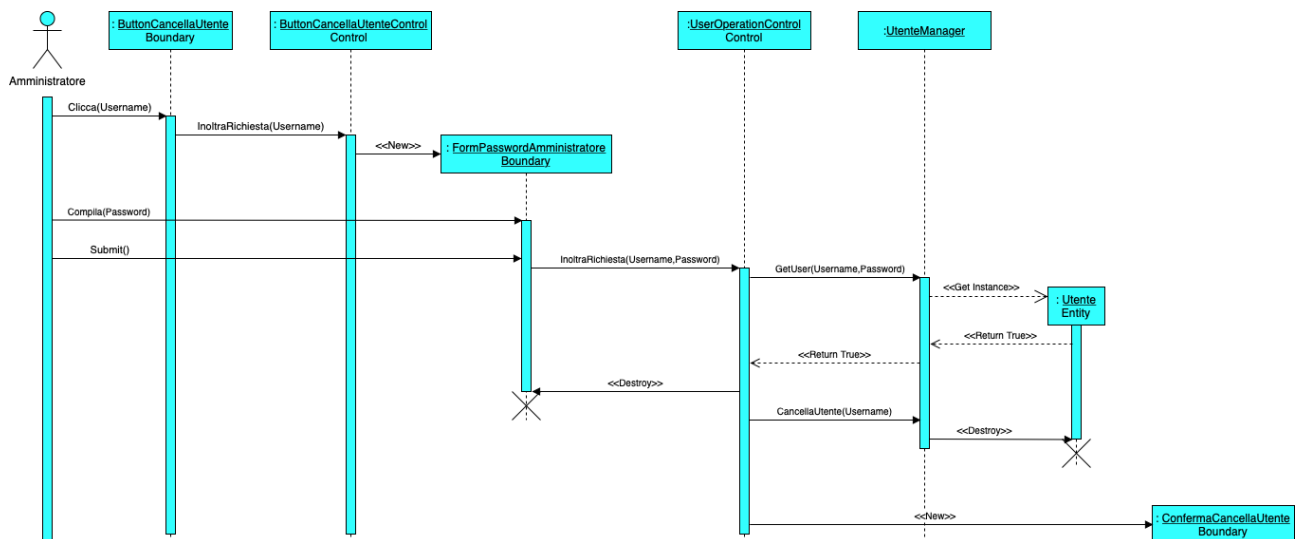 : ButtonCancellaUtente
Boundary
: ButtonCancellaUtenteControl
Control
: UserOperationControl
Control
:UtenteManager
Amministratore
Clicca(Username)
InoltraRichiesta(Username)
<<New>>
: FormPasswordAmministratore
Boundary
Compila(Password)
Submit()
InoltraRichiesta(Username,Password)
GetUser(Username,Password)
<<Get Instance>>
: Utente
Entity
<<Return True>>
<<Return True>>
<<Destroy>>
CancellaUtente(Username)
<<Destroy>>
<<New>>
: ConfermaCancellaUtente
Boundary